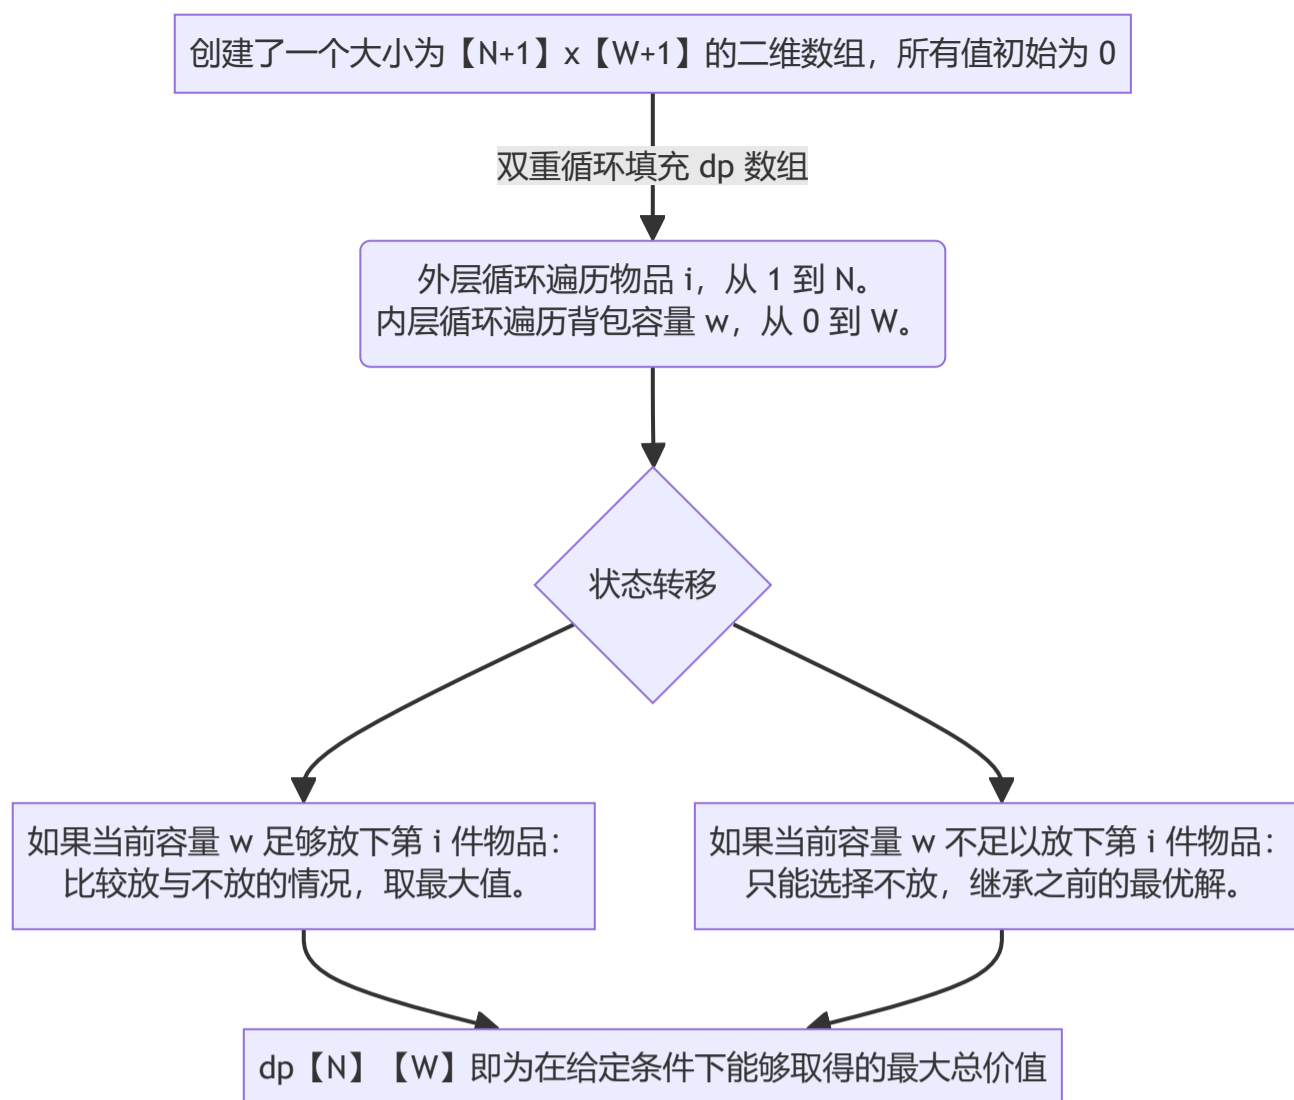 创建了一个大小为【N+1】x【W+1】的二维数组，所有值初始为 0
双重循环填充 dp 数组
外层循环遍历物品 i，从 1 到 N。
内层循环遍历背包容量 w，从 0 到 W。
状态转移
如果当前容量 w 足够放下第 i 件物品：
比较放与不放的情况，取最大值。
如果当前容量 w 不足以放下第 i 件物品：
只能选择不放，继承之前的最优解。
dp【N】【W】即为在给定条件下能够取得的最大总价值